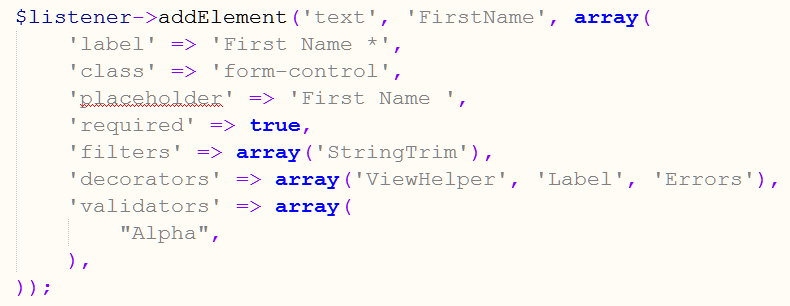 $listener->addElement('text', 'FirstName', array(
    'label' => 'First Name *',
    'class' => 'form-control',
    'placeholder' => 'First Name ',
    'required' => true,
    'filters' => array('StringTrim'),
    'decorators' => array('ViewHelper', 'Label', 'Errors'),
    'validators' => array(
        "Alpha",
    ),
));